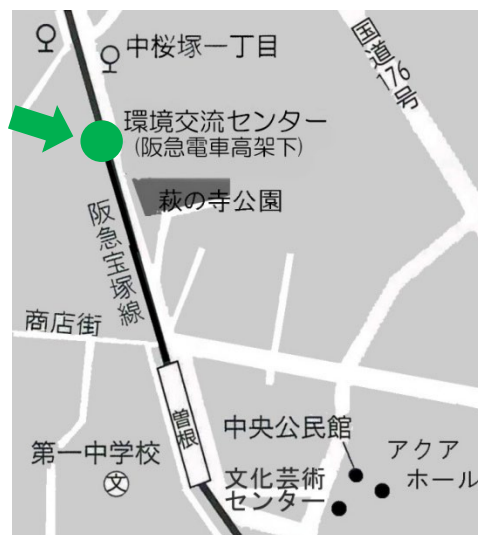 中桜塚一丁目
国道176号
環境交流センター
(阪急電車高架下)
萩の寺公園
阪急宝塚線
商店街
曽根
中央公民館
アクア
ホール
第一中学校
文
文化芸術
センター